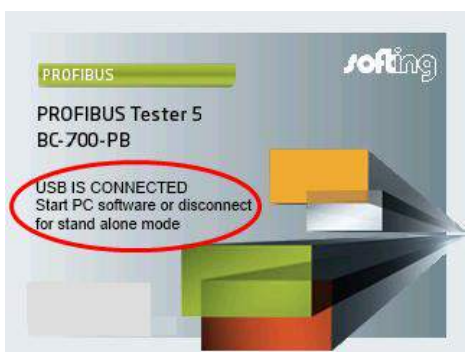 softing
PROFIBUS
PROFIBUS Tester 5
BC-700-PB
USB IS CONNECTED
Start PC software or disconnect
for stand alone mode